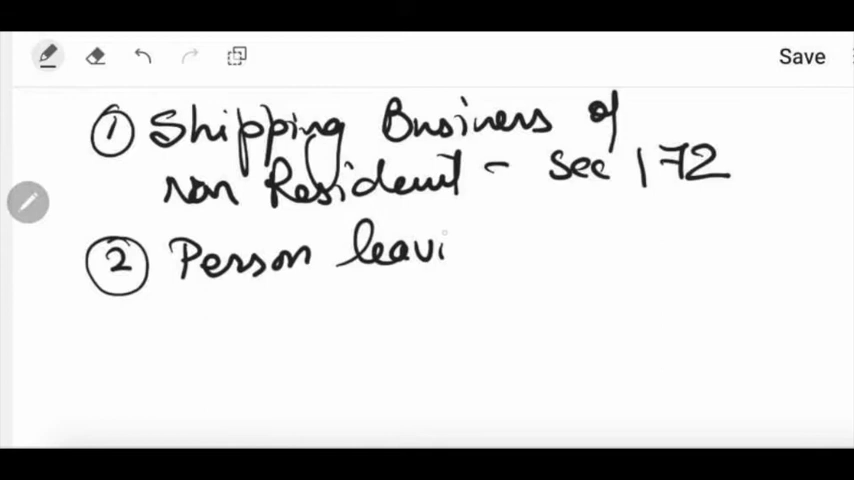 Save
① Shipping Business of
non Resident - Sec 172
② Person leavi